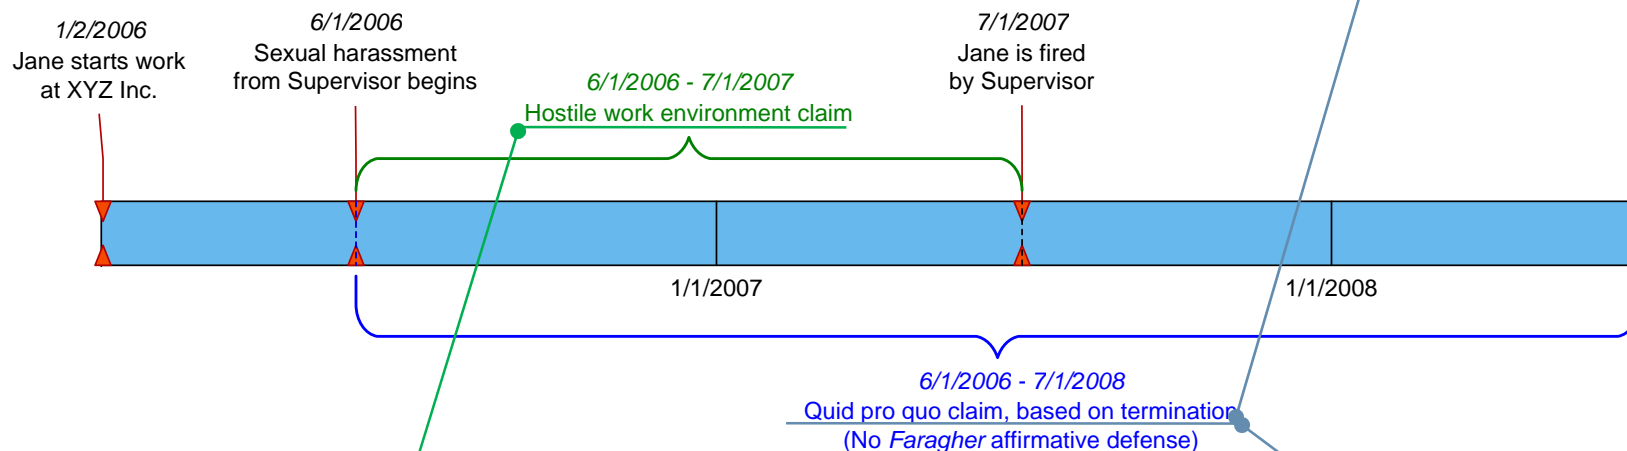 1/2/2006
Jane starts work
at XYZ Inc.
6/1/2006
Sexual harassment
from Supervisor begins
6/1/2006 - 7/1/2007
Hostile work environment claim
7/1/2007
Jane is fired
by Supervisor
1/1/2007
1/1/2008
6/1/2006 - 7/1/2008
Quid pro quo claim, based on termination
(No Faragher affirmative defense)